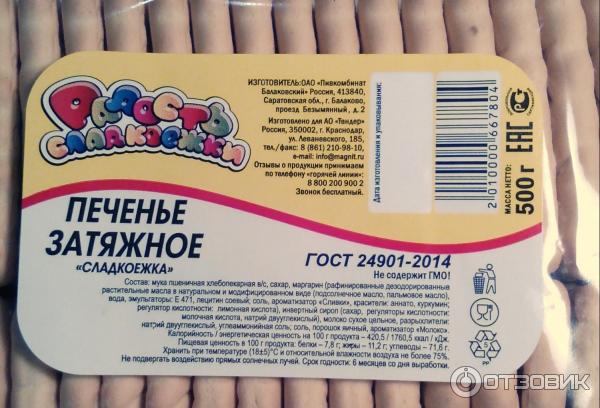 Радость
сладкоежки
ИЗГОТОВИТЕЛЬ:ОАО «Пивкомбинат
Балаковский» Россия, 413840,
Саратовская обл., г. Балаково,
проезд Безымянный, д. 2
Изготовлено для АО «Тандер»
Россия, 350002, г. Краснодар,
ул. Леваневского, 185,
тел./факс: 8 (861) 210-98-10,
e-mail: info@magnit.ru
Отзывы о продукции принимаем
по телефону «горячей линии»:
8 800 200 900 2
Звонок бесплатный.
Дата изготовления и упаковывания:
2010000667804
РС
ЕАС
МАССА НЕТТО:
500 г
ПЕЧЕНЬЕ
ЗАТЯЖНОЕ
«СЛАДКОЕЖКА»
ГОСТ 24901-2014
Не содержит ГМО!
Состав: мука пшеничная хлебопекарная в/с, сахар, маргарин (рафинированные дезодорированные
растительные масла в натуральном и модифицированном виде (подсолнечное масло, пальмовое масло),
вода, эмульгаторы: Е 471, лецитин соевый; соль, ароматизатор «Сливки», красители: аннато, куркумин;
регулятор кислотности: лимонная кислота), инвертный сироп (сахар, регуляторы кислотности:
молочная кислота, натрий двууглекислый), молоко сухое цельное, разрыхлители:
натрий двууглекислый, углеаммонийная соль; соль, порошок яичный, ароматизатор «Молоко».
Калорийность / энергетическая ценность на 100 г продукта – 420,5 / 1760,5 ккал / кДж.
Пищевая ценность в 100 г продукта: белки – 7,8 г; жиры – 11,2 г; углеводы – 71,6 г.
Хранить при температуре (18±5)°С и относительной влажности воздуха не более 75%.
Не подвергать воздействию прямых солнечных лучей. Срок годности: 6 месяцев со дня выработки.
5
PP
ОТЗОВИК